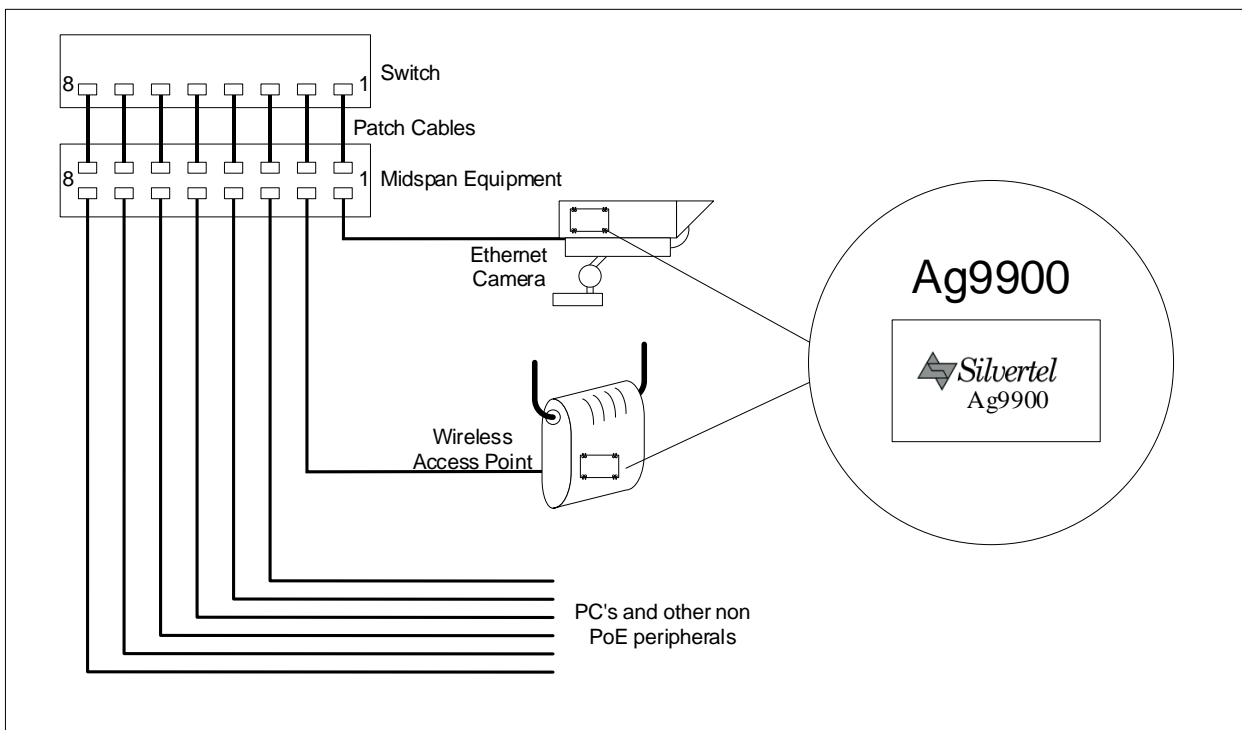 8
1
Switch
Patch Cables
8
1
Midspan Equipment
Ethernet
Camera
Ag9900
Silvertel
Ag9900
Wireless
Access Point
PC's and other non
PoE peripherals